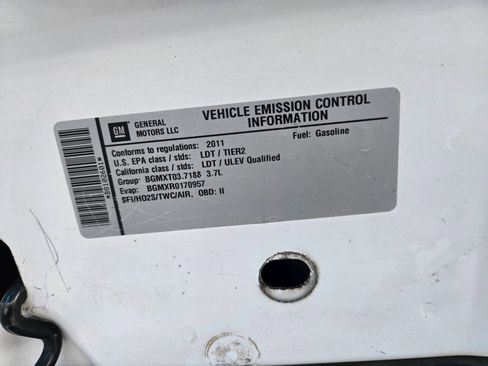 GM
GENERAL
MOTORS LLC
VEHICLE EMISSION CONTROL
INFORMATION
Conforms to regulations: 2011
Fuel: Gasoline
U.S. EPA class / stds: LDT / TIER2
California class / stds: LDT / ULEV Qualified
Group: BGMXT03.7188 3.7L
Evap: BGMXR0170957
SFI/HO2S/TWC/AIR, OBD: II